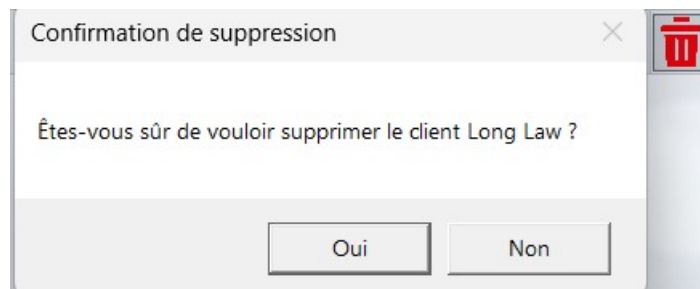 Confirmation de suppression
Êtes-vous sûr de vouloir supprimer le client Long Law ?
Oui
Non